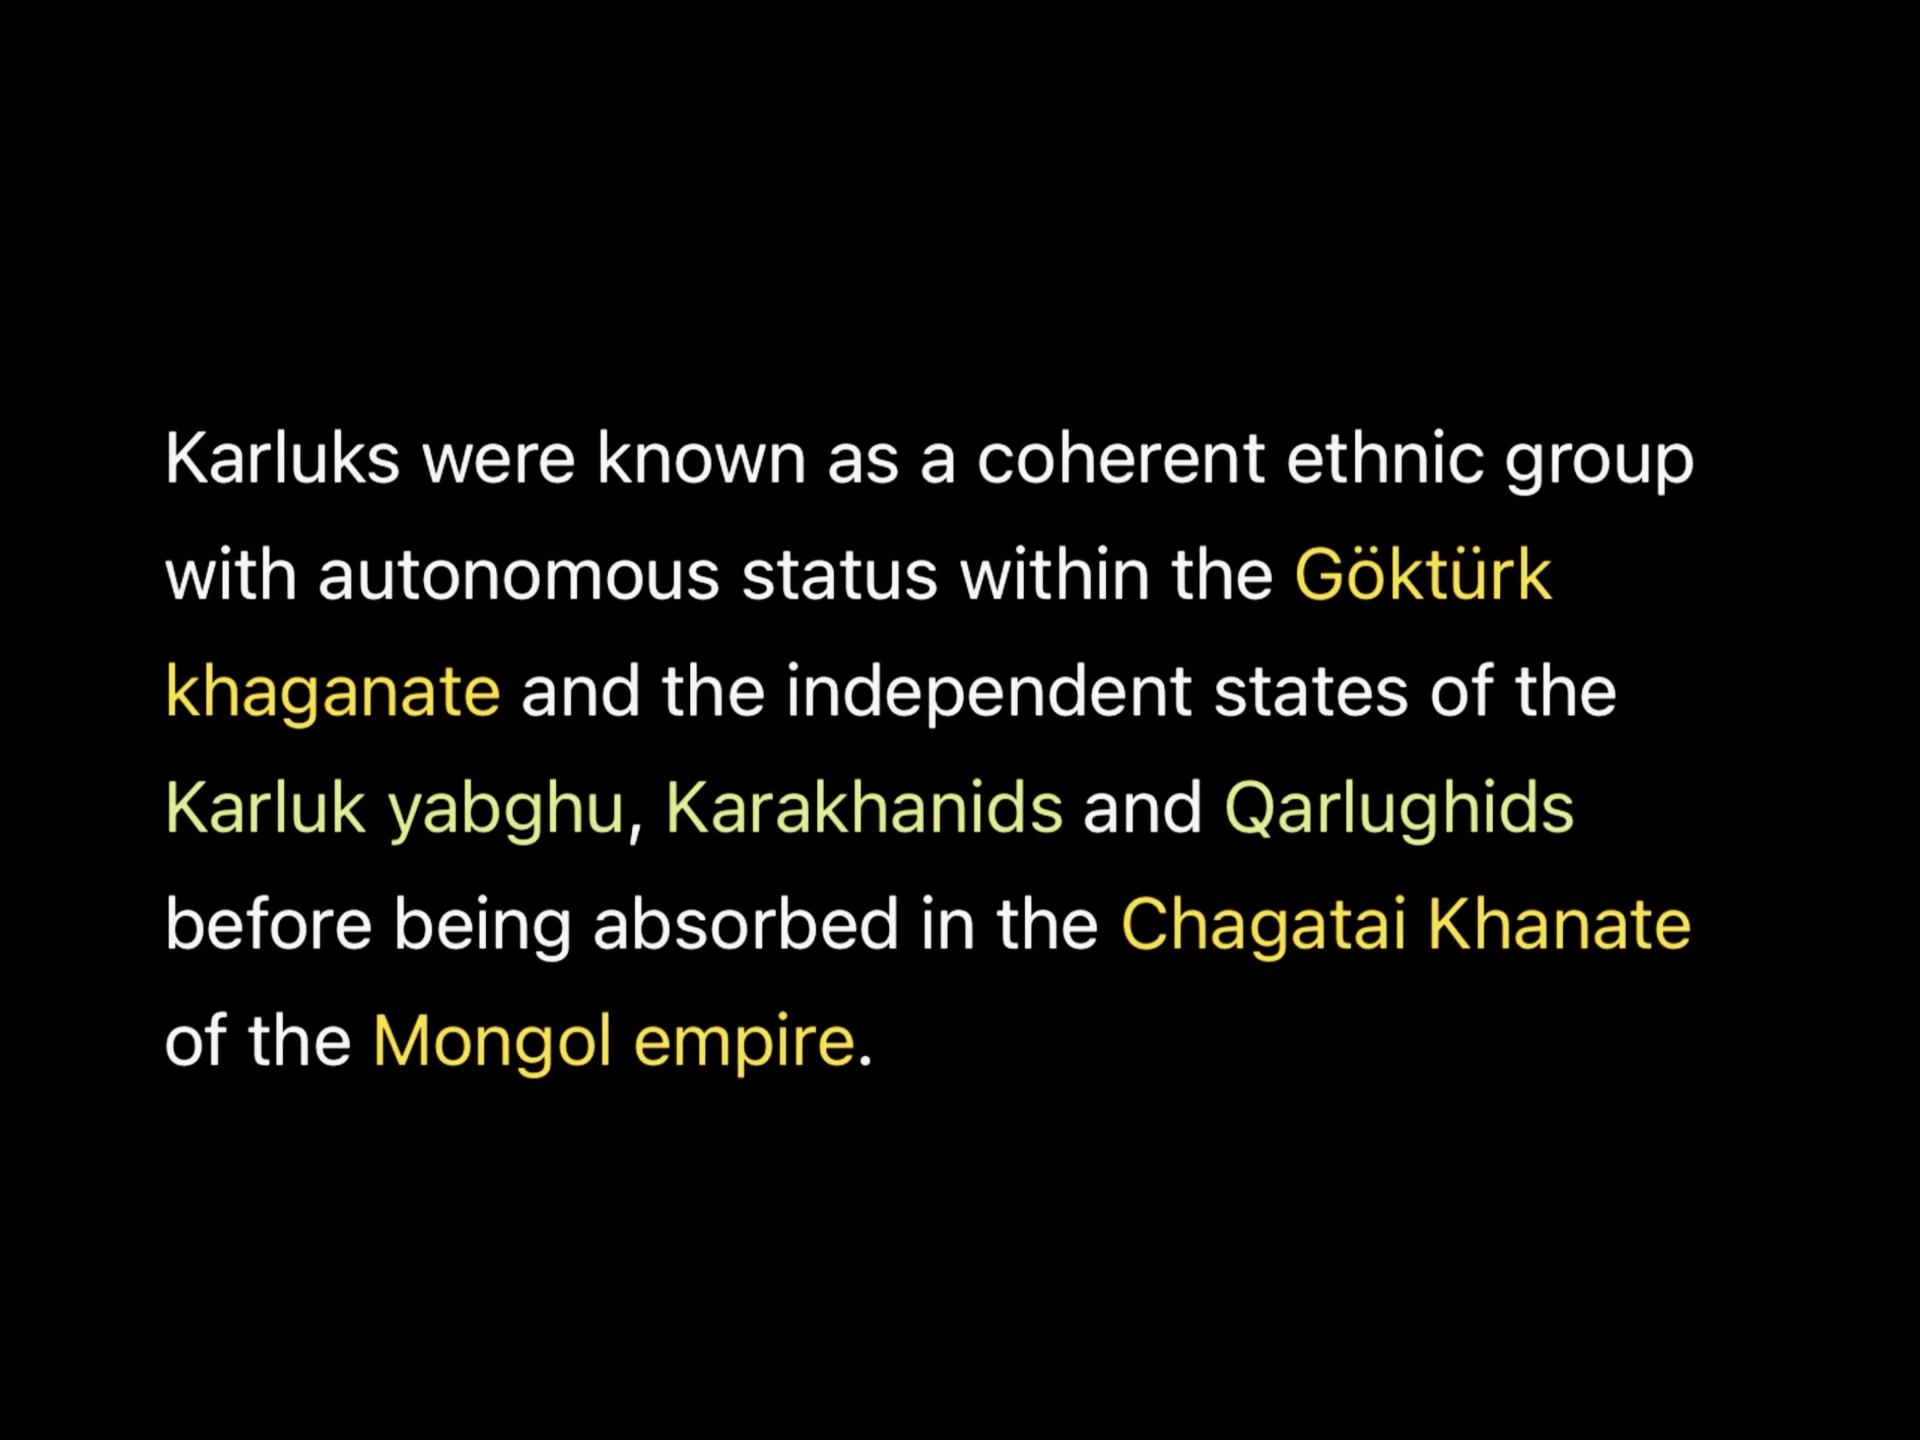 Karluks were known as a coherent ethnic group
with autonomous status within the Göktürk
khaganate and the independent states of the
Karluk yabghu, Karakhanids and Qarlughids
before being absorbed in the Chagatai Khanate
of the Mongol empire.